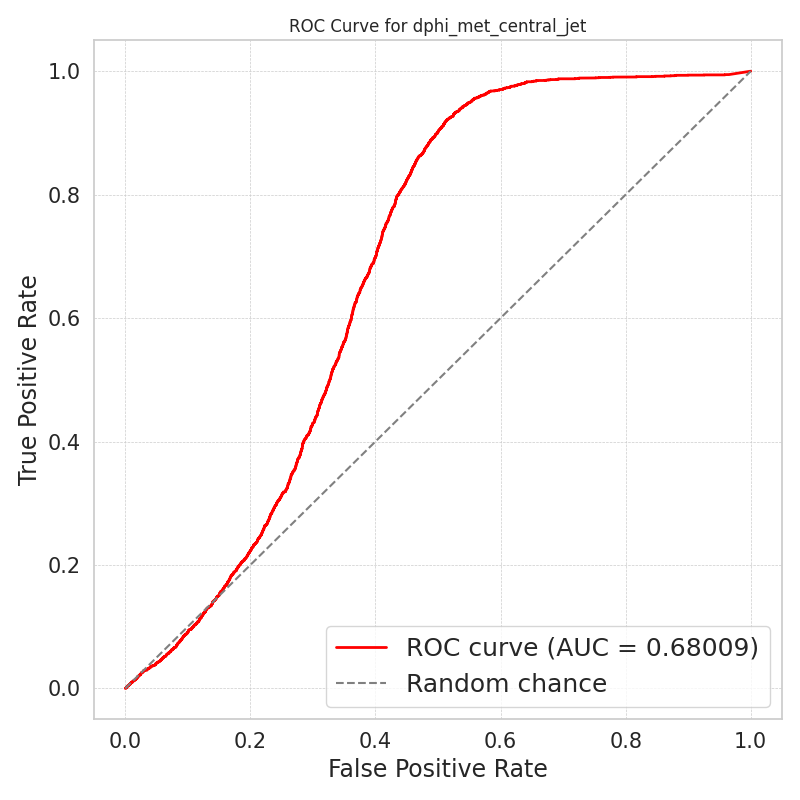 ROC Curve for dphi_met_central_jet
True Positive Rate
1.0
0.8
0.6
0.4
0.2
0.0
ROC curve (AUC = 0.68009)
Random chance
0.0 0.2 0.4 0.6 0.8 1.0
False Positive Rate